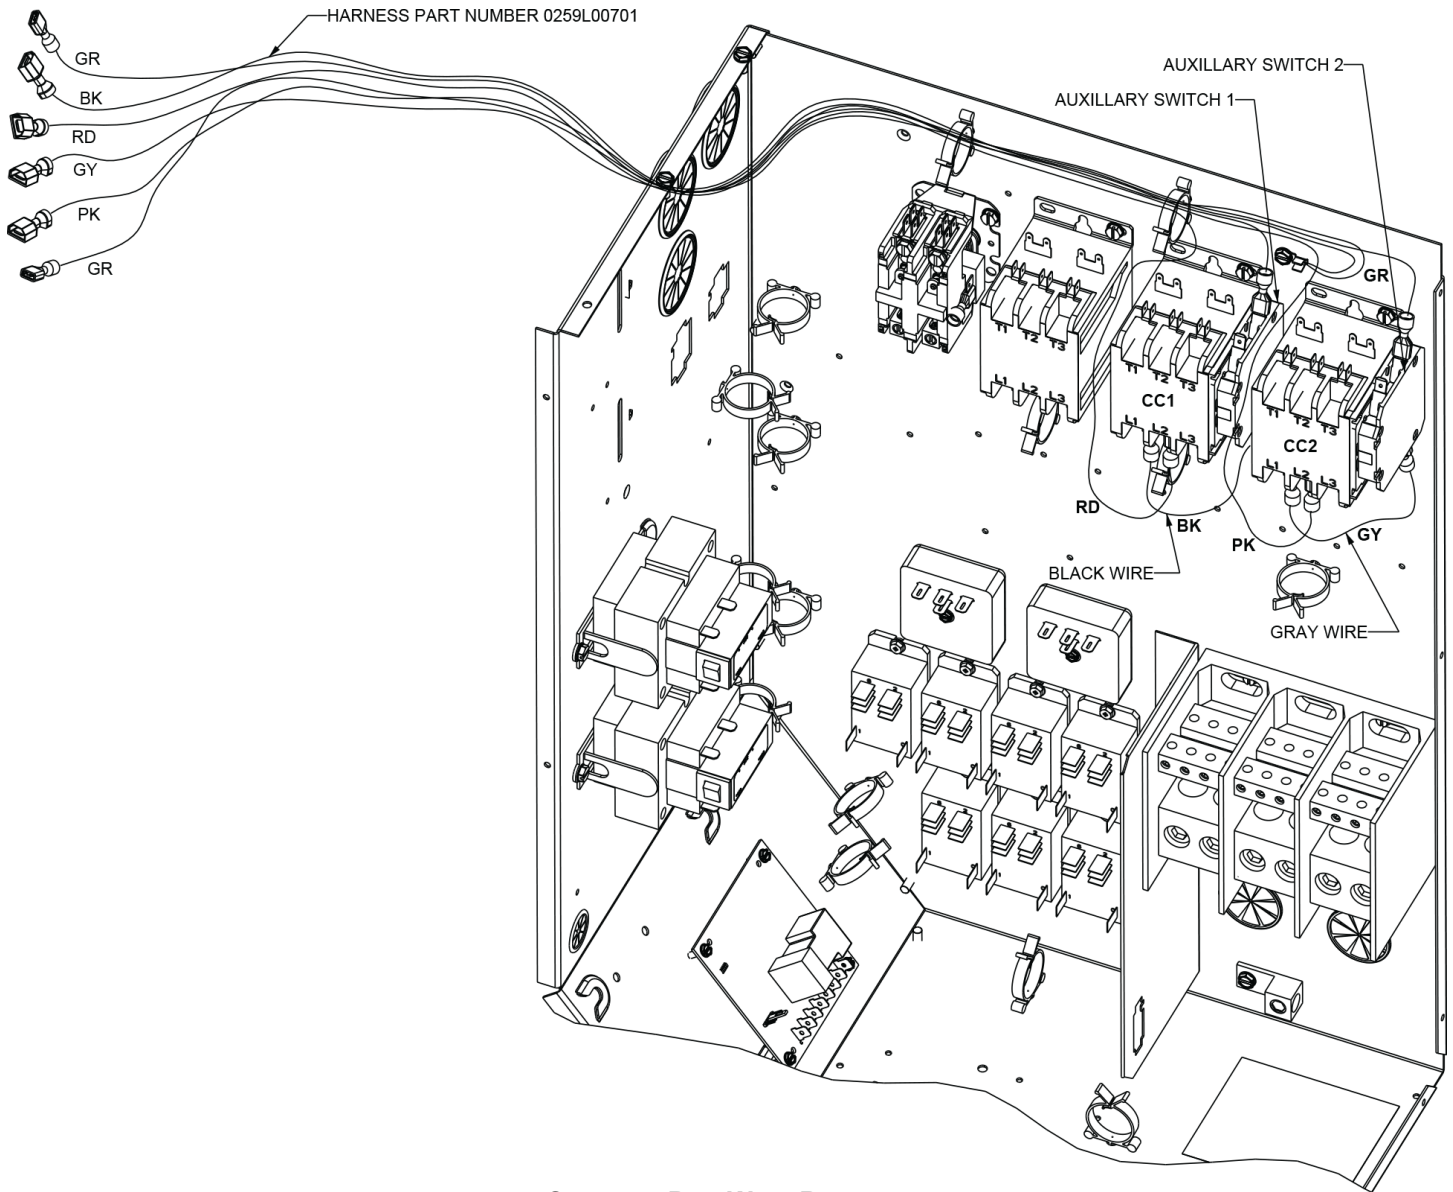 HARNESS PART NUMBER 0259L00701
GR
BK
RD
GY
PK
GR
AUXILLARY SWITCH 2
AUXILLARY SWITCH 1
GR
T1 T2 T3
L1 L2 L3
T1 T2 T3
CC1
L1 L2 L3
T1 T2 T3
CC2
L1 L2 L3
RD
BK
PK
GY
BLACK WIRE
GRAY WIRE